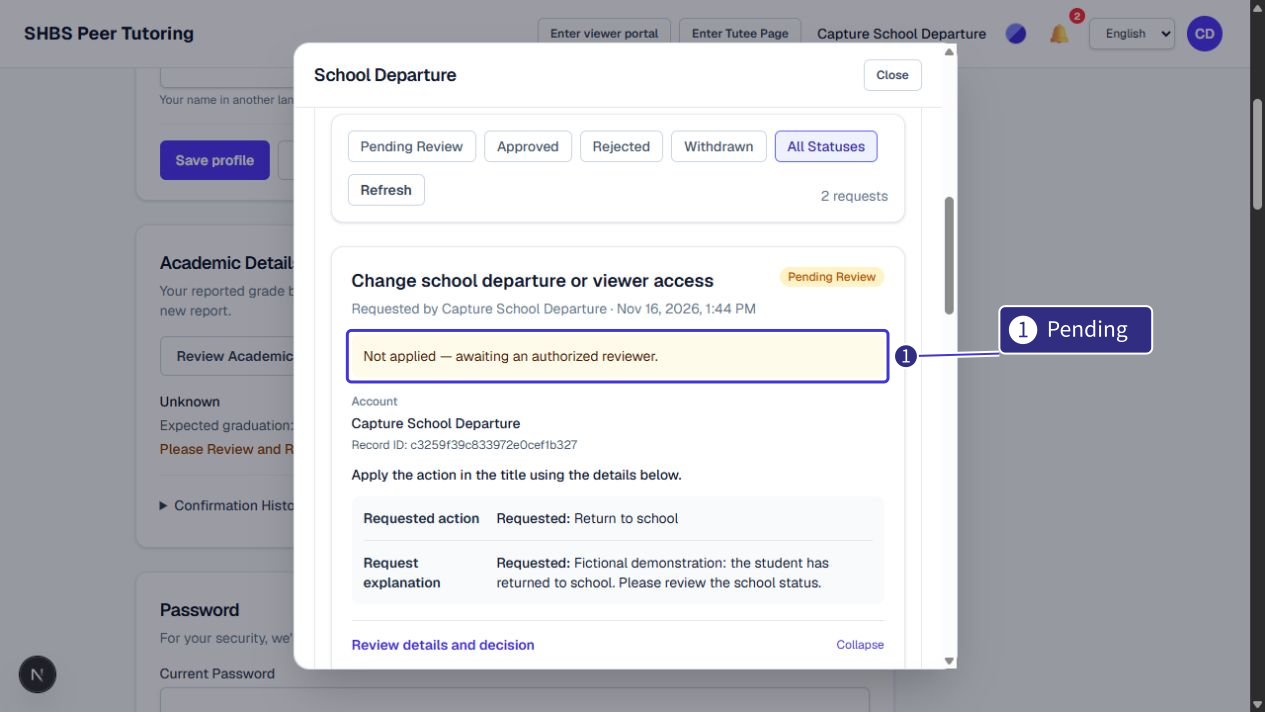 SHBS Peer Tutoring
Enter viewer portal
Enter Tutee Page
Capture School Departure
2
English
CD
School Departure
Close
Your name in another lan
Save profile
Pending Review
Approved
Rejected
Withdrawn
All Statuses
Refresh
2 requests
Academic Details
Your reported grade b
new report.
Review Academic
Unknown
Expected graduation:
Please Review and R
Confirmation Histo
Change school departure or viewer access
Pending Review
Requested by Capture School Departure · Nov 16, 2026, 1:44 PM
Not applied — awaiting an authorized reviewer.
1
1 Pending
Account
Capture School Departure
Record ID: c3259f39c833972e0cef1b327
Apply the action in the title using the details below.
Requested action Requested: Return to school
Request explanation
Requested: Fictional demonstration: the student has
returned to school. Please review the school status.
Review details and decision
Collapse
Password
For your security, we'
Current Password
N